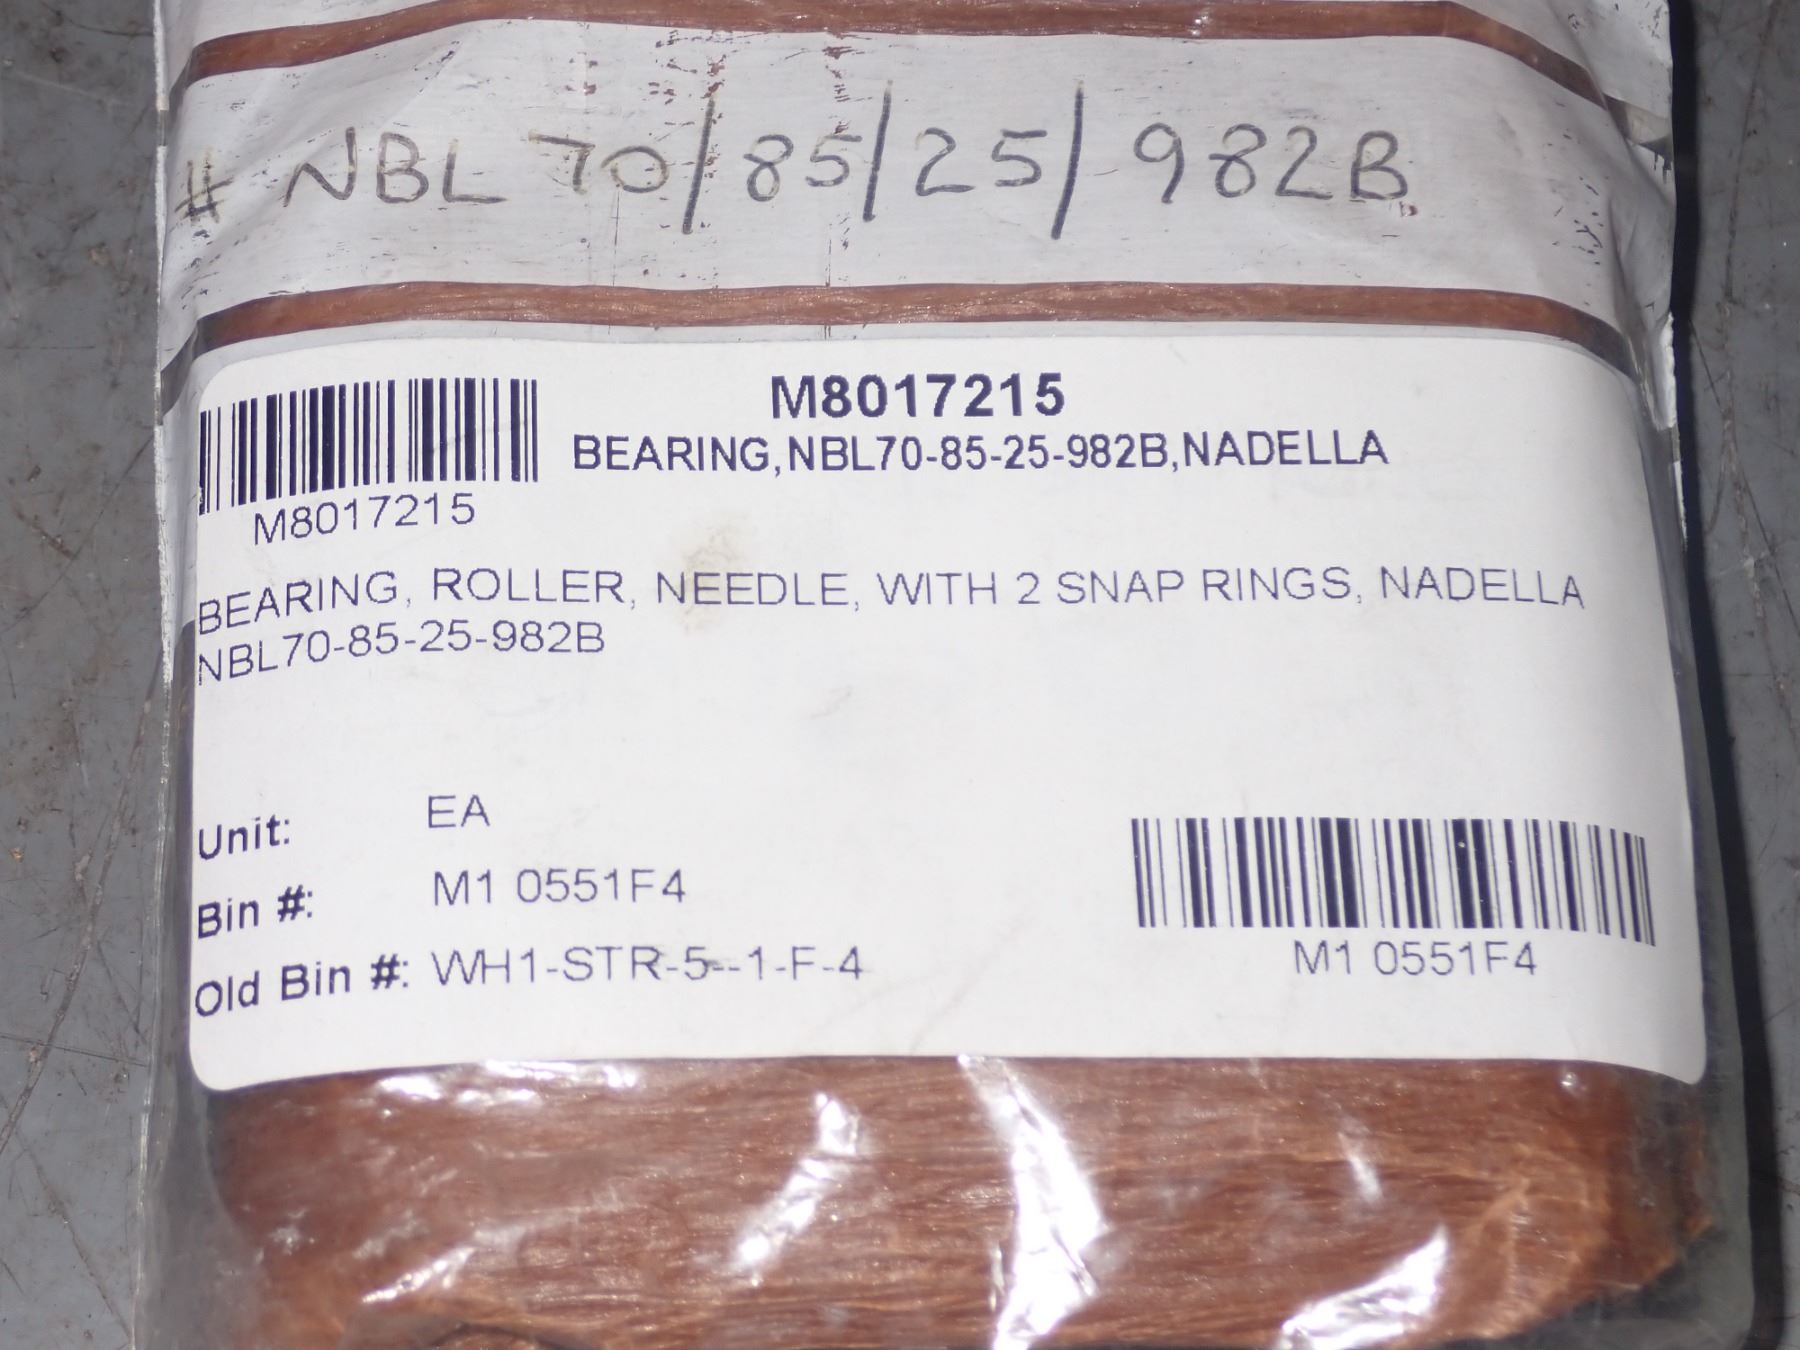 # NBL 70/85/25/982B
M8017215
BEARING,NBL70-85-25-982B,NADELLA
M8017215
BEARING, ROLLER, NEEDLE, WITH 2 SNAP RINGS, NADELLA
NBL70-85-25-982B
Unit: EA
Bin #: M1 0551F4
Old Bin #: WH1-STR-5--1-F-4
M1 0551F4